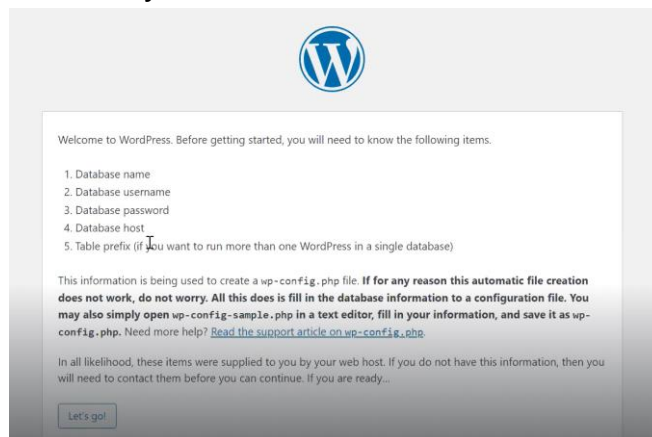 Welcome to WordPress. Before getting started, you will need to know the following items.
1. Database name
2. Database username
3. Database password
4. Database host
5. Table prefix (if you want to run more than one WordPress in a single database)
This information is being used to create a wp-config.php file. If for any reason this automatic file creation
does not work, do not worry. All this does is fill in the database information to a configuration file. You
may also simply open wp-config-sample.php in a text editor, fill in your information, and save it as wp-
config.php. Need more help? Read the support article on wp-config.php.
In all likelihood, these items were supplied to you by your web host. If you do not have this information, then you
will need to contact them before you can continue. If you are ready...
Let's go!